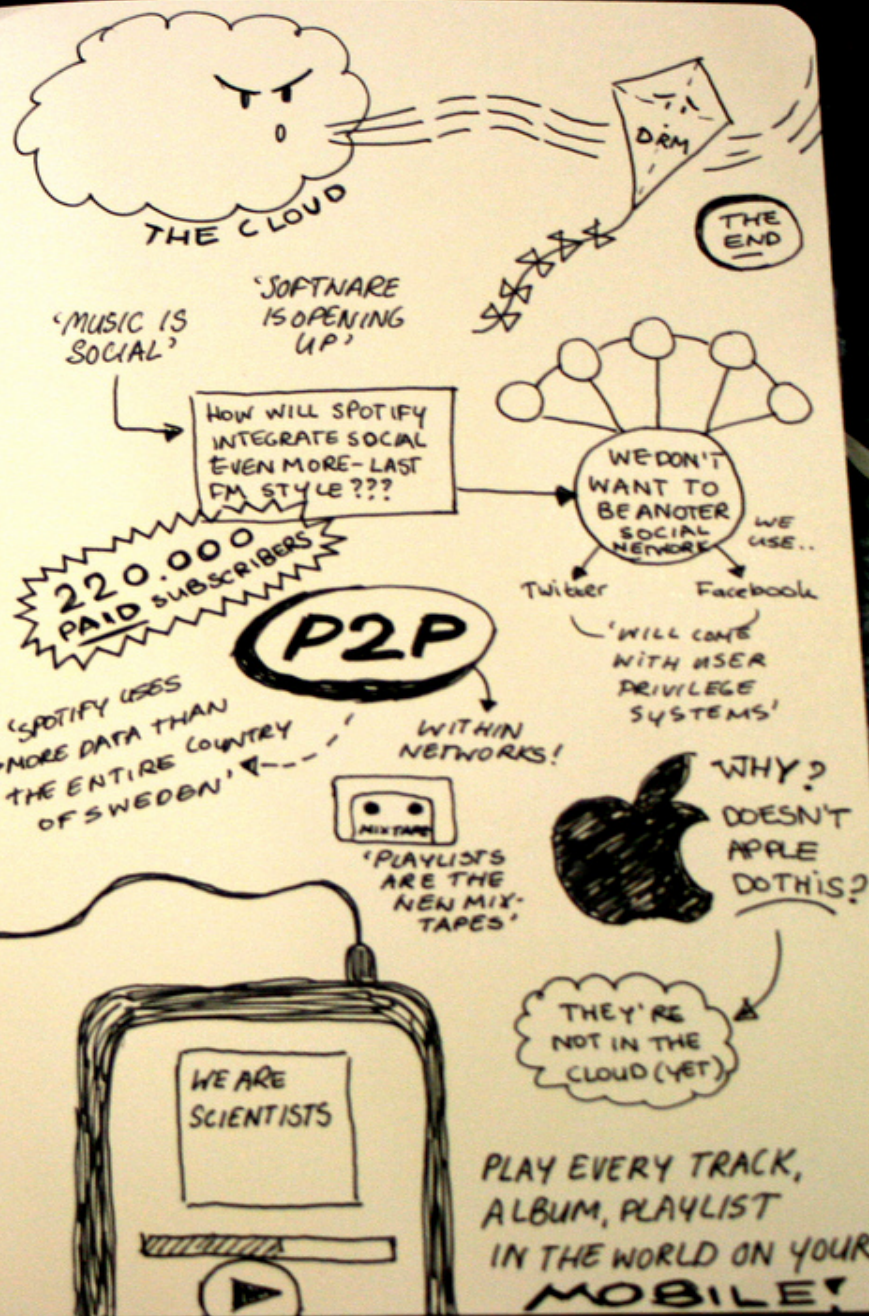 DRM
THE CLOUD
THE
END
'MUSIC IS
SOCIAL'
'SOFTWARE
IS OPENING
UP'
HOW WILL SPOTIFY
INTEGRATE SOCIAL
EVEN MORE-LAST
FM STYLE???
WE DON'T
WANT TO
BE ANOTER
SOCIAL
NETWORK
WE
USE..
Twitter
Facebook
'WILL COME
WITH USER
PRIVILEGE
SYSTEMS'
220.000
PAID SUBSCRIBERS
P2P
WITHIN
NETWORKS!
'SPOTIFY USES
MORE DATA THAN
THE ENTIRE COUNTRY
OF SWEDEN'
MIXTAPE
'PLAYLISTS
ARE THE
NEW MIX-
TAPES'
WHY?
DOESN'T
APPLE
DO THIS?
THEY'RE
NOT IN THE
CLOUD (YET)
WE ARE
SCIENTISTS
PLAY EVERY TRACK,
ALBUM, PLAYLIST
IN THE WORLD ON YOUR
MOBILE!